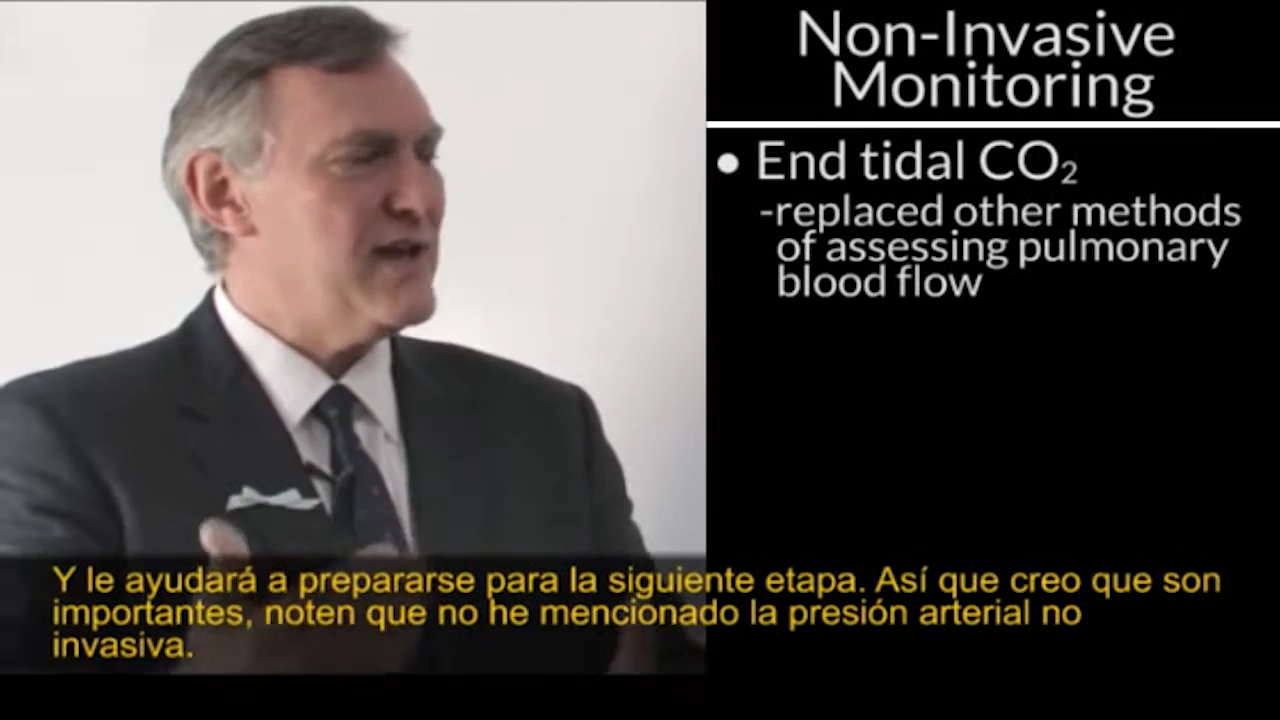 Non-Invasive
Monitoring
• End tidal CO₂
-replaced other methods
of assessing pulmonary
blood flow
Y le ayudará a prepararse para la siguiente etapa. Así que creo que son
importantes, noten que no he mencionado la presión arterial no
invasiva.